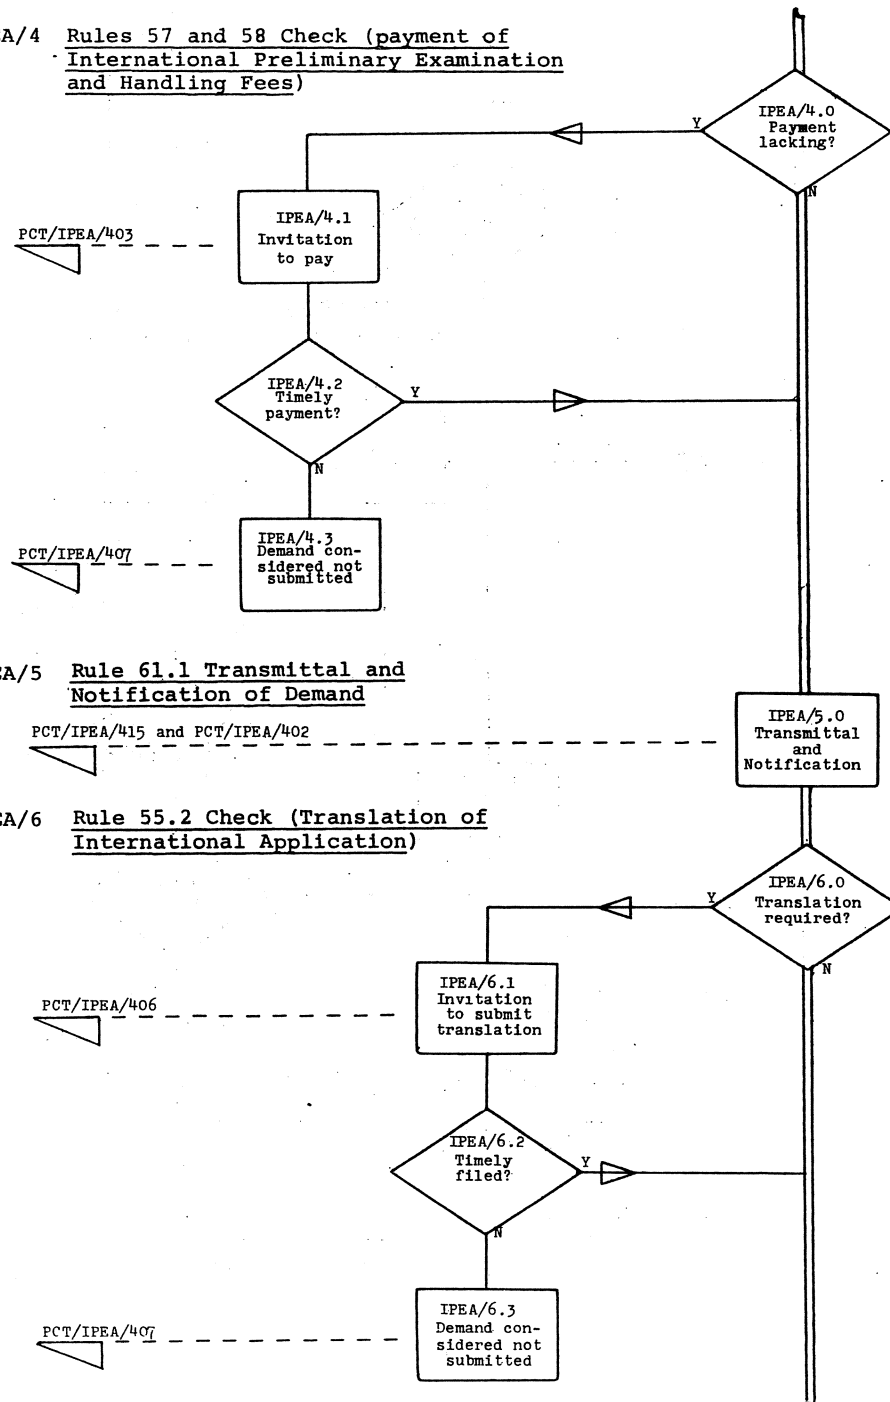 EA/4 Rules 57 and 58 Check (payment of
International Preliminary Examination
and Handling Fees)
IPEA/4.0
Payment
lacking?
Y
N
IPEA/4.1
Invitation
to pay
PCT/IPEA/403
IPEA/4.2
Timely
payment?
Y
N
IPEA/4.3
Demand con-
sidered not
submitted
PCT/IPEA/407
EA/5 Rule 61.1 Transmittal and
Notification of Demand
PCT/IPEA/415 and PCT/IPEA/402
IPEA/5.0
Transmittal
and
Notification
EA/6 Rule 55.2 Check (Translation of
International Application)
IPEA/6.0
Translation
required?
Y
N
IPEA/6.1
Invitation
to submit
translation
PCT/IPEA/406
IPEA/6.2
Timely
filed?
Y
N
IPEA/6.3
Demand con-
sidered not
submitted
PCT/IPEA/407